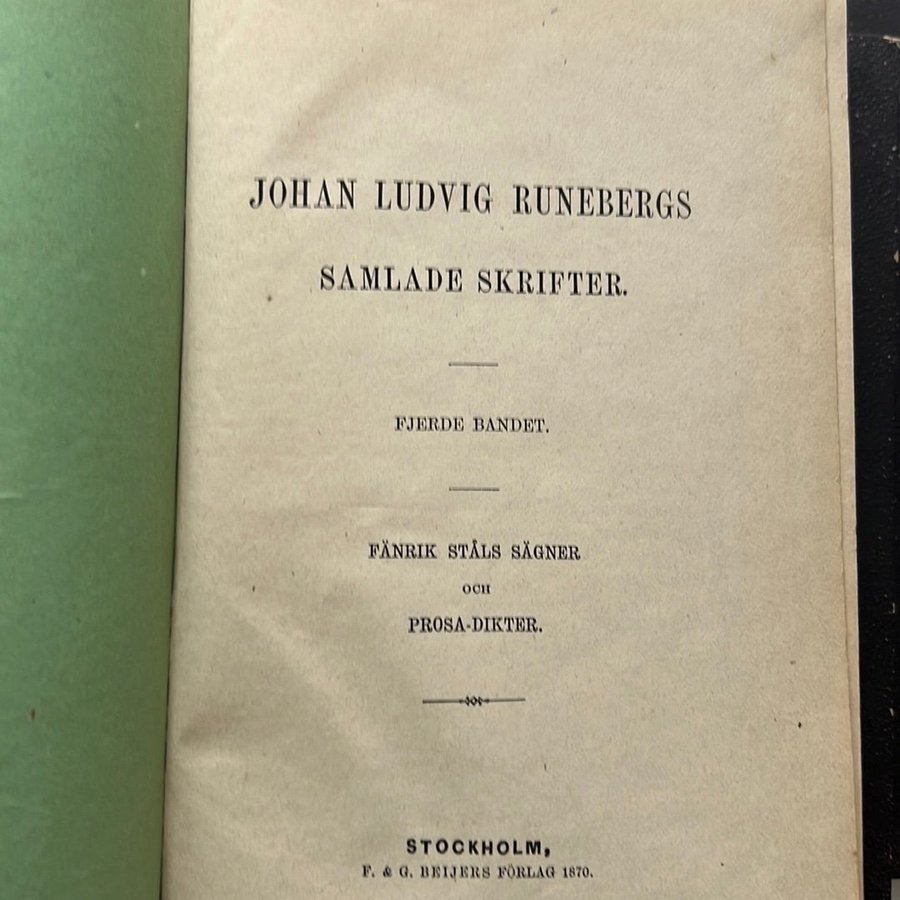 JOHAN LUDVIG RUNEBERGS
SAMLADE SKRIFTER.
FJERDE BANDET.
FÄNRIK STÅLS SÄGNER
OCH
PROSA-DIKTER.
STOCKHOLM,
F. & G. BEIJERS FÖRLAG 1870.